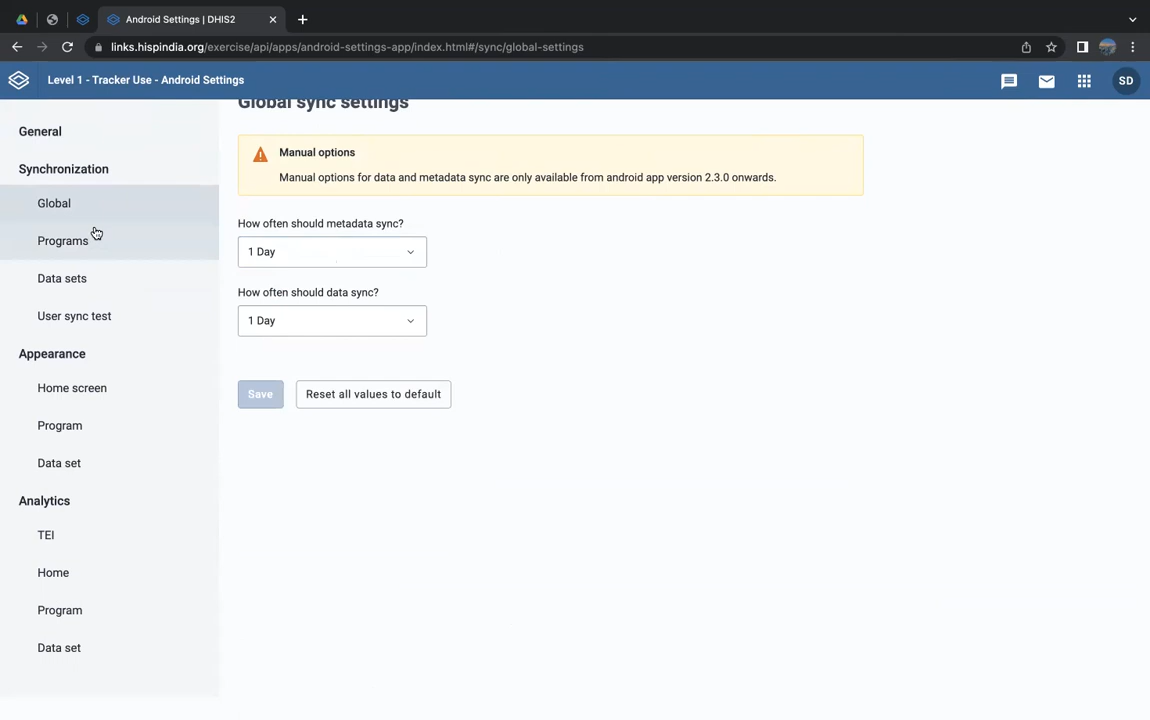 Android Settings | DHIS2
links.hispindia.org/exercise/api/apps/android-settings-app/index.html#/sync/global-settings
Level 1 - Tracker Use - Android Settings
SD
General
Synchronization
Global
Programs
Data sets
User sync test
Appearance
Home screen
Program
Data set
Analytics
TEI
Home
Program
Data set
Global sync settings
Manual options
Manual options for data and metadata sync are only available from android app version 2.3.0 onwards.
How often should metadata sync?
1 Day
How often should data sync?
1 Day
Save
Reset all values to default